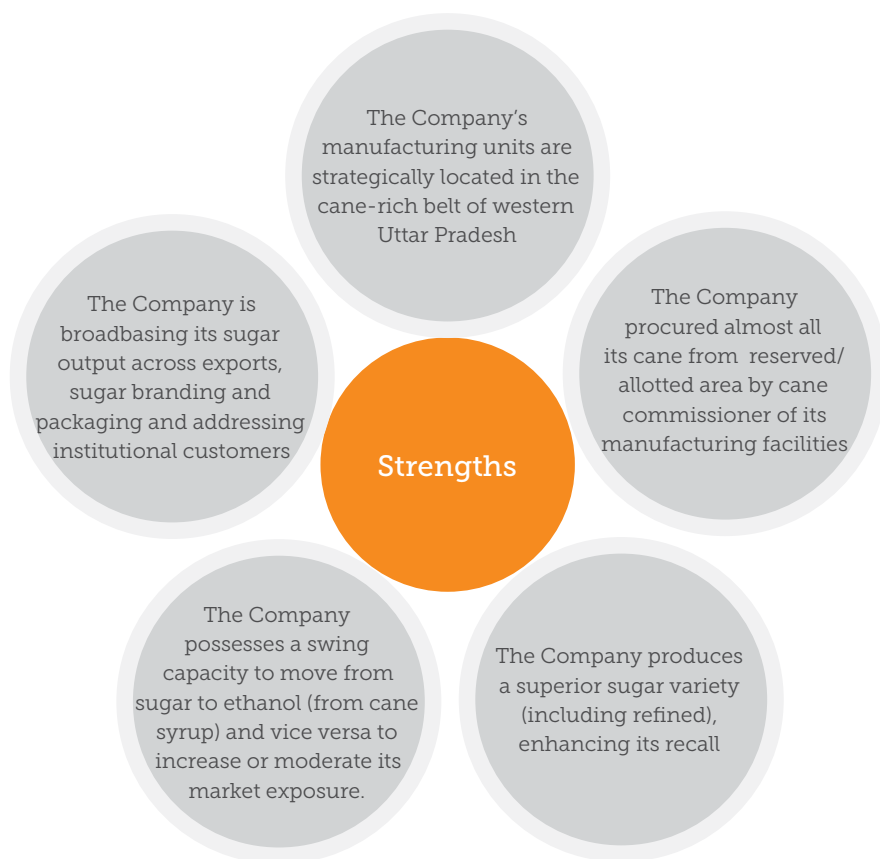 The Company's
manufacturing units are
strategically located in the
cane-rich belt of western
Uttar Pradesh
The Company is
broadbasing its sugar
output across exports,
sugar branding and
packaging and addressing
institutional customers
The Company
procured almost all
its cane from reserved/
allotted area by cane
commissioner of its
manufacturing facilities
Strengths
The Company
possesses a swing
capacity to move from
sugar to ethanol (from cane
syrup) and vice versa to
increase or moderate its
market exposure.
The Company produces
a superior sugar variety
(including refined),
enhancing its recall